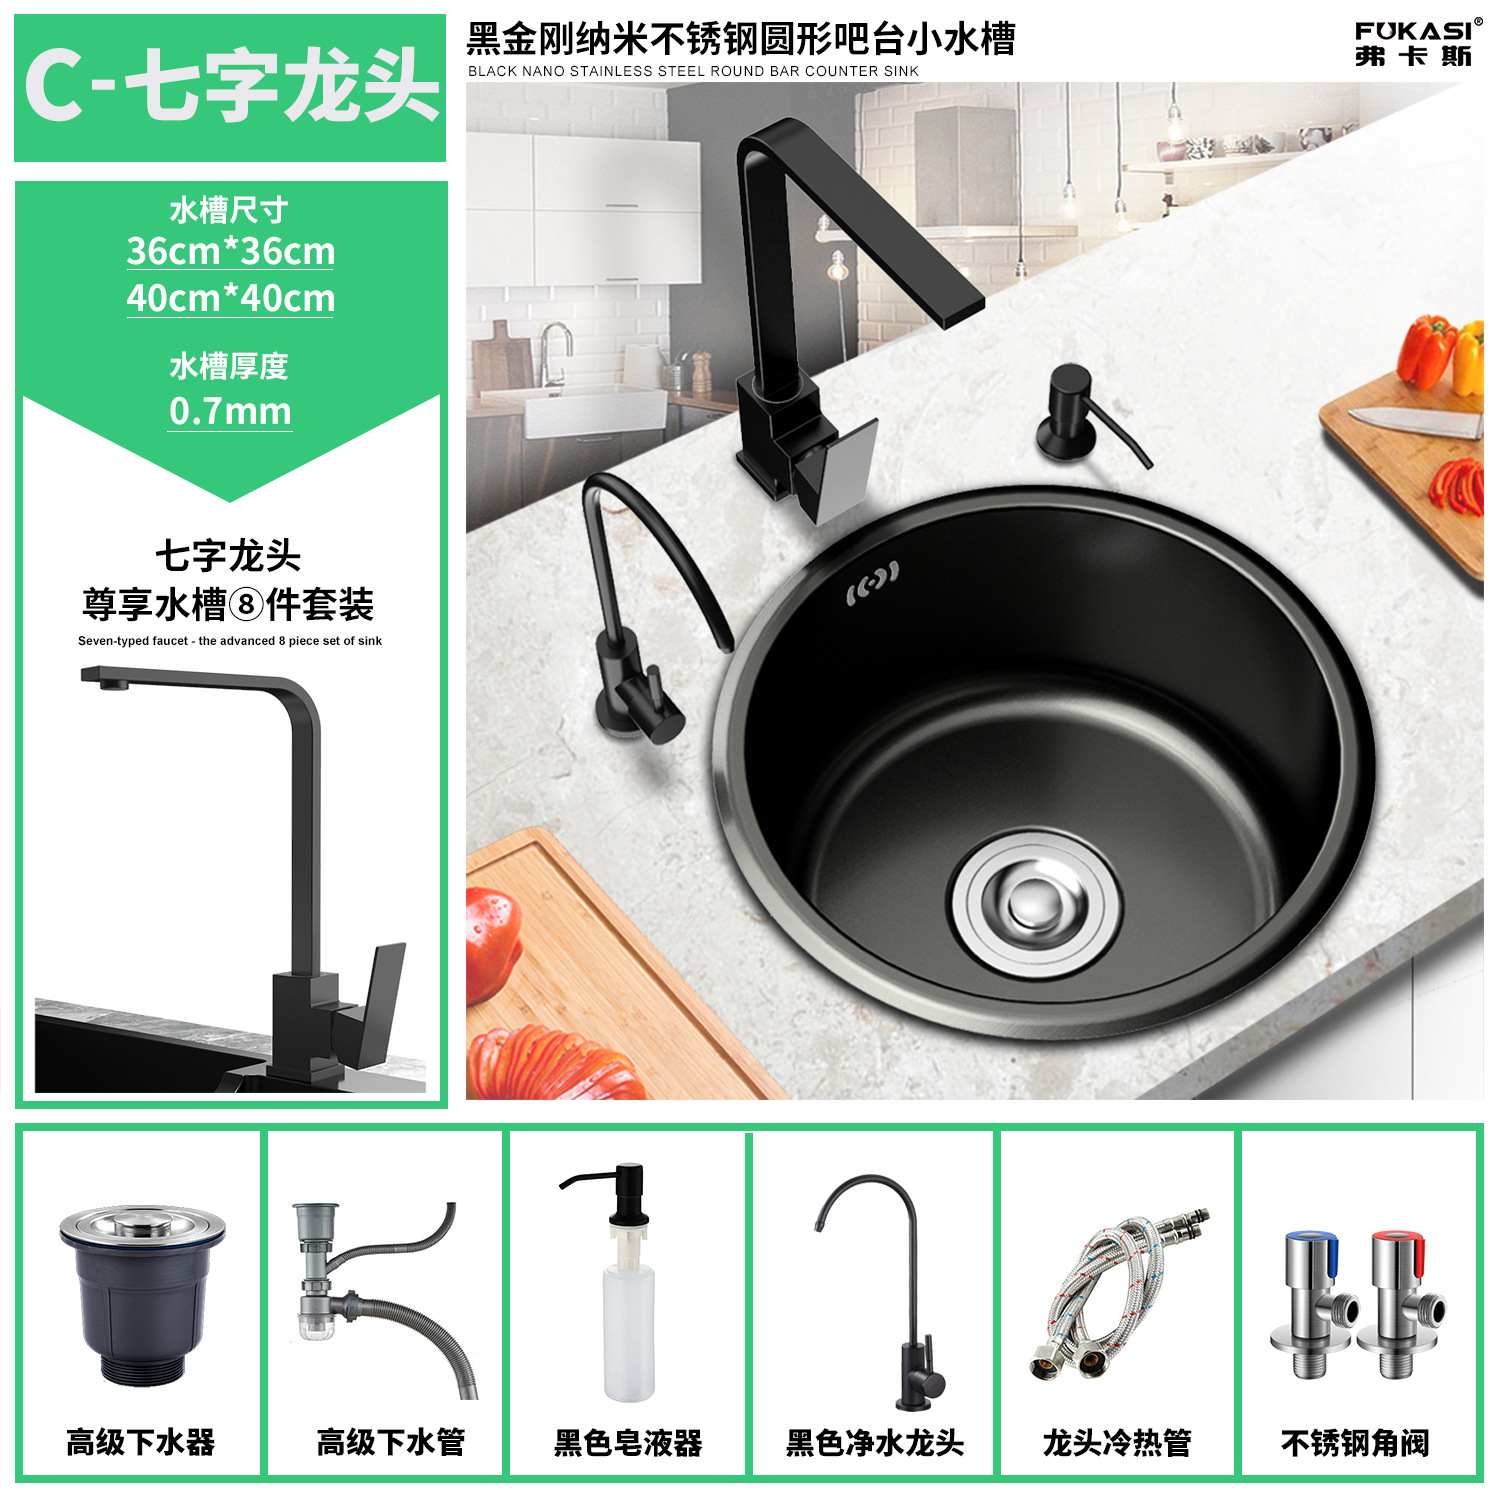 C-七字龙头
黑金刚纳米不锈钢圆形吧台小水槽
BLACK NANO STAINLESS STEEL ROUND BAR COUNTER SINK
FUKASI®
弗卡斯
水槽尺寸
36cm*36cm
40cm*40cm
水槽厚度
0.7mm
七字龙头
尊享水槽⑧件套装
Seven-typed faucet - the advanced 8 piece set of sink
高级下水器
高级下水管
黑色皂液器
黑色净水龙头
龙头冷热管
不锈钢角阀